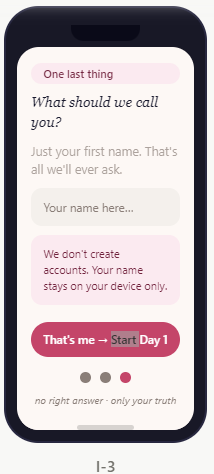 One last thing
What should we call
you?
Just your first name. That's
all we'll ever ask.
Your name here...
We don't create
accounts. Your name
stays on your device only.
That's me → Start Day 1
no right answer · only your truth
I-3